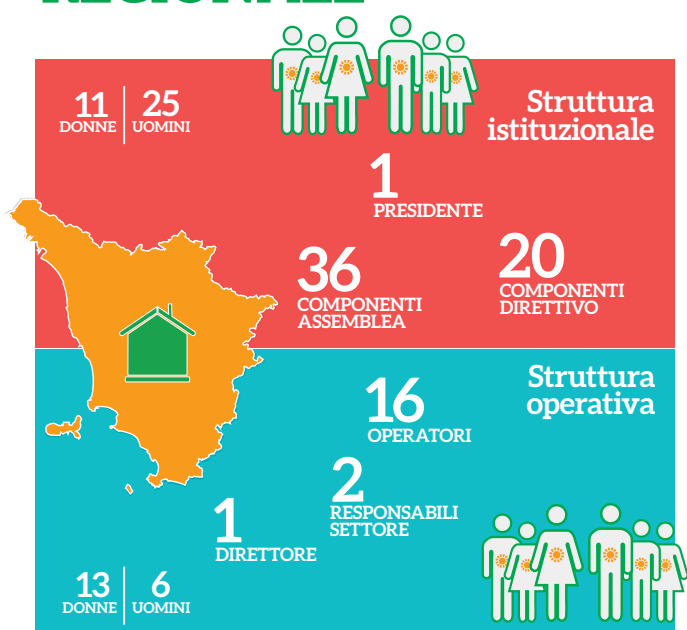 REGIONALE
11
DONNE
25
UOMINI
Struttura
istituzionale
1
PRESIDENTE
36
COMPONENTI
ASSEMBLEA
20
COMPONENTI
DIRETTIVO
Struttura
operativa
16
OPERATORI
2
RESPONSABILI
SETTORE
1
DIRETTORE
13
DONNE
6
UOMINI